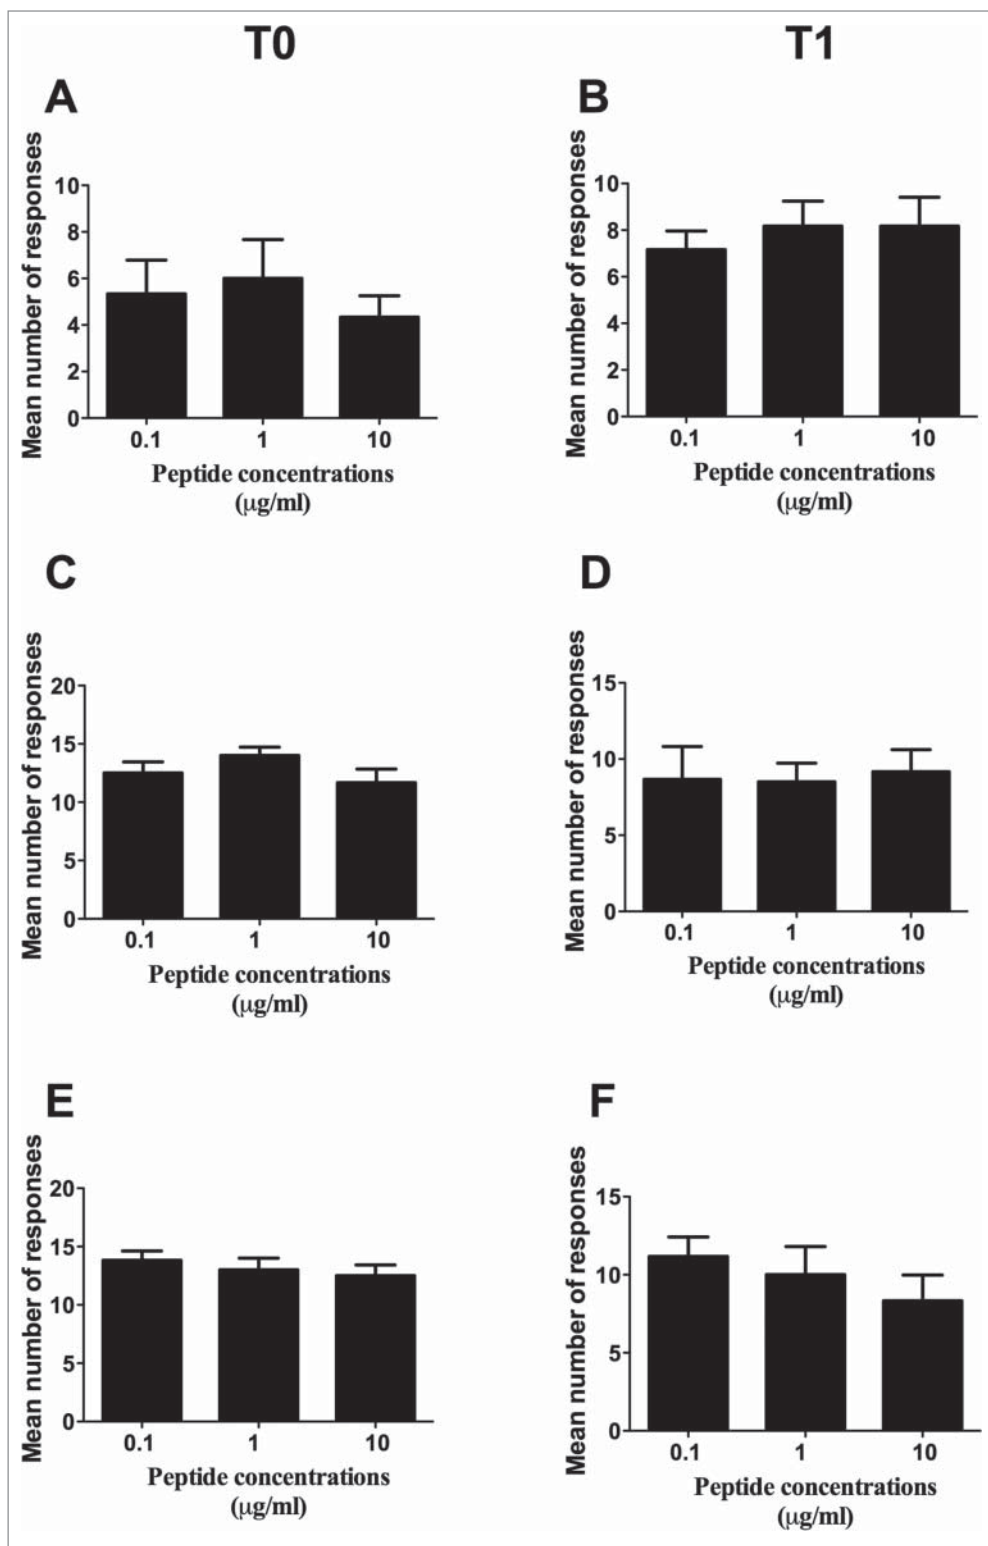 T0
T1
A
Mean number of responses
10
8
6
4
2
0
0.1 1 10
Peptide concentrations
(µg/ml)
B
Mean number of responses
10
8
6
4
2
0
0.1 1 10
Peptide concentrations
(µg/ml)
C
Mean number of responses
20
15
10
5
0
0.1 1 10
Peptide concentrations
(µg/ml)
D
Mean number of responses
15
10
5
0
0.1 1 10
Peptide concentrations
(µg/ml)
E
Mean number of responses
20
15
10
5
0
0.1 1 10
Peptide concentrations
(µg/ml)
F
Mean number of responses
15
10
5
0
0.1 1 10
Peptide concentrations
(µg/ml)